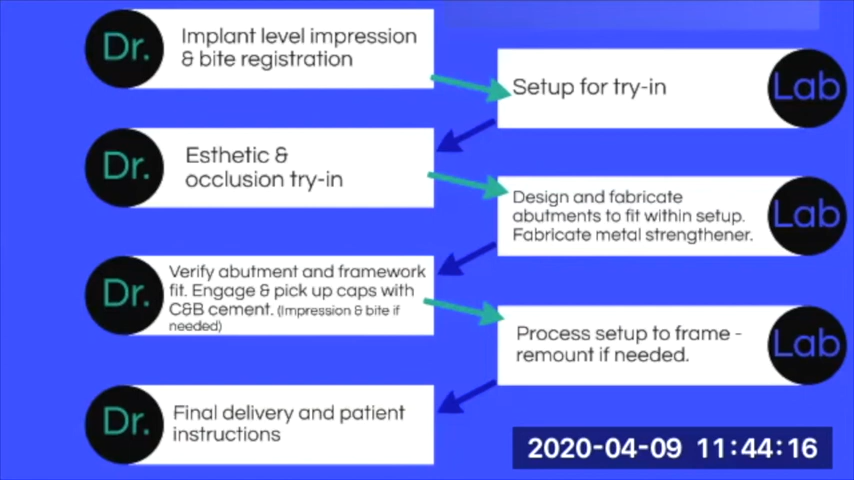 Dr.
Implant level impression
& bite registration
Setup for try-in
Lab
Dr.
Esthetic &
occlusion try-in
Design and fabricate
abutments to fit within setup.
Fabricate metal strengthener.
Lab
Dr.
Verify abutment and framework
fit. Engage & pick up caps with
C&B cement. (Impression & bite if
needed)
Process setup to frame -
remount if needed.
Lab
Dr.
Final delivery and patient
instructions
2020-04-09 11:44:16